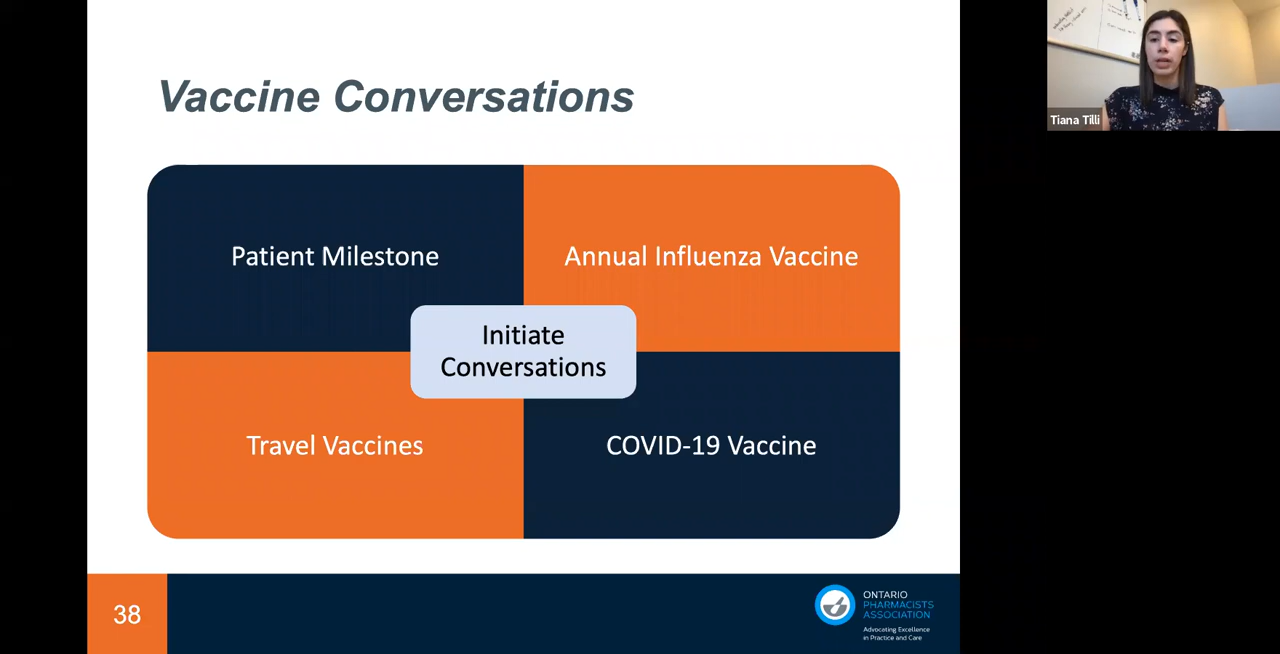 Vaccine Conversations
Patient Milestone
Annual Influenza Vaccine
Initiate
Conversations
Travel Vaccines
COVID-19 Vaccine
38
ONTARIO
PHARMACISTS
ASSOCIATION
Advocating Excellence
in Practice and Care
Tiana Tilli